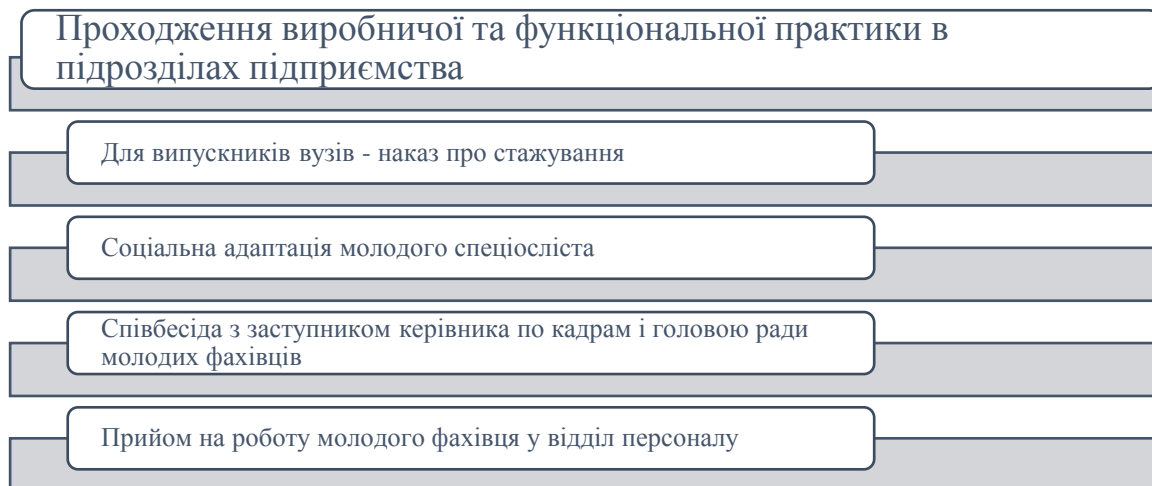 Проходження виробничої та функціональної практики в
підрозділах підприємства
Для випускників вузів - наказ про стажування
Соціальна адаптація молодого спеціосліста
Співбесіда з заступником керівника по кадрам і головою ради
молодих фахівців
Прийом на роботу молодого фахівця у відділ персоналу